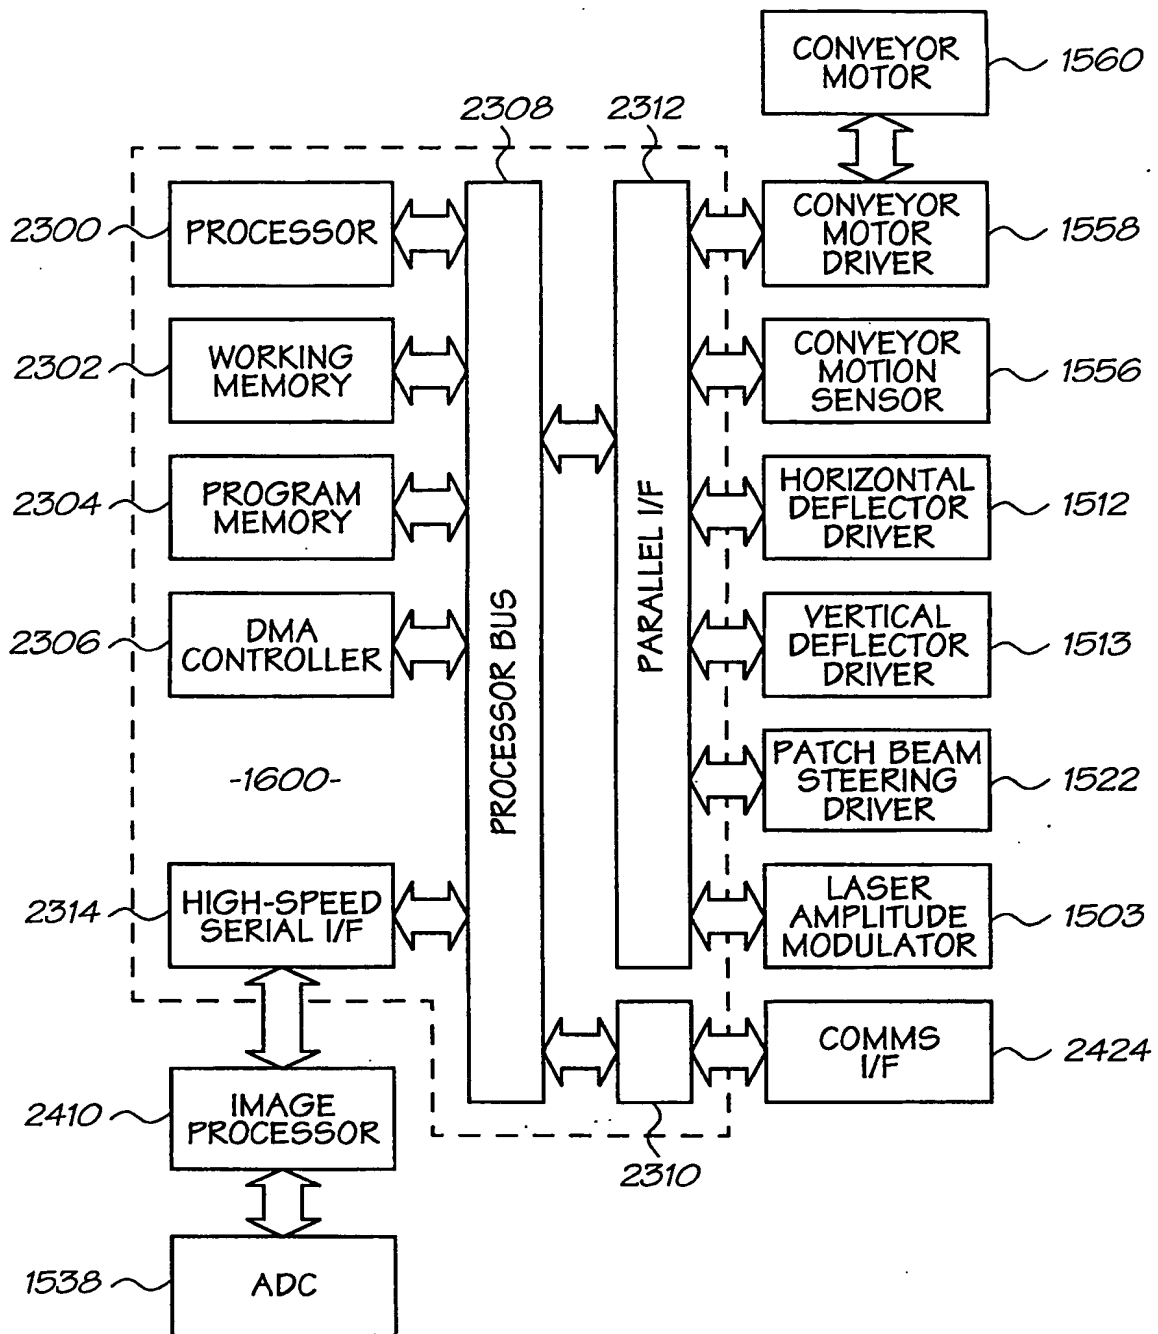 CONVEYOR
MOTOR
1560
2308
2312
2300
PROCESSOR
CONVEYOR
MOTOR
DRIVER
1558
2302
WORKING
MEMORY
CONVEYOR
MOTION
SENSOR
1556
2304
PROGRAM
MEMORY
HORIZONTAL
DEFLECTOR
DRIVER
1512
2306
DMA
CONTROLLER
PROCESSOR BUS
PARALLEL I/F
VERTICAL
DEFLECTOR
DRIVER
1513
-1600-
PATCH BEAM
STEERING
DRIVER
1522
2314
HIGH-SPEED
SERIAL I/F
LASER
AMPLITUDE
MODULATOR
1503
COMMS
I/F
2424
2410
IMAGE
PROCESSOR
2310
1538
ADC